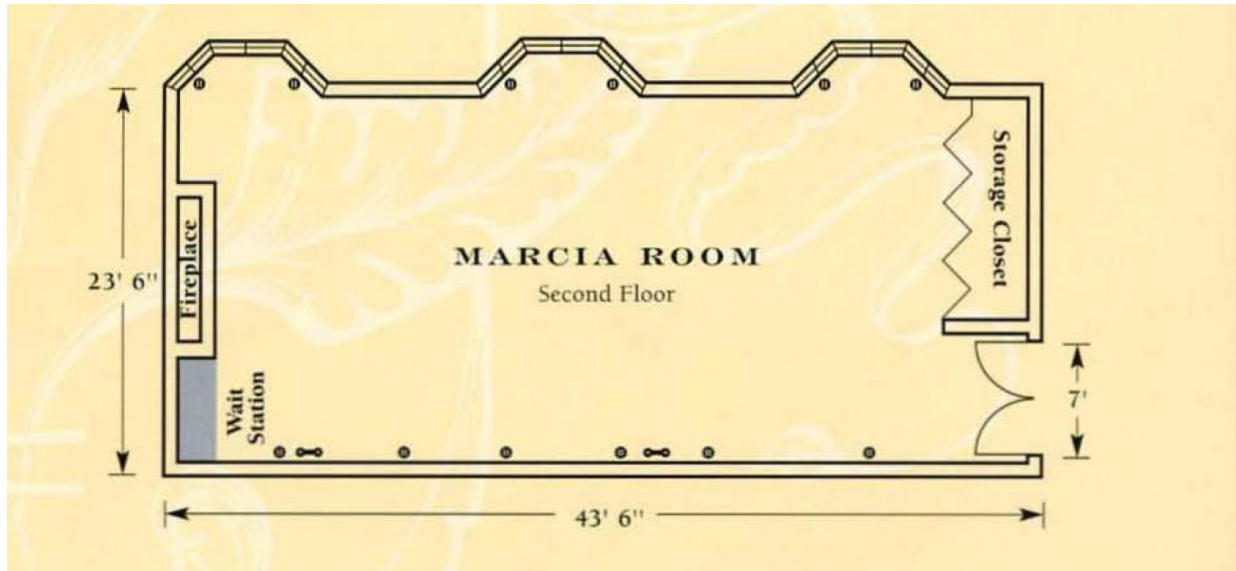 23' 6"
Fireplace
Wait
Station
MARCIA ROOM
Second Floor
Storage Closet
7'
43' 6"